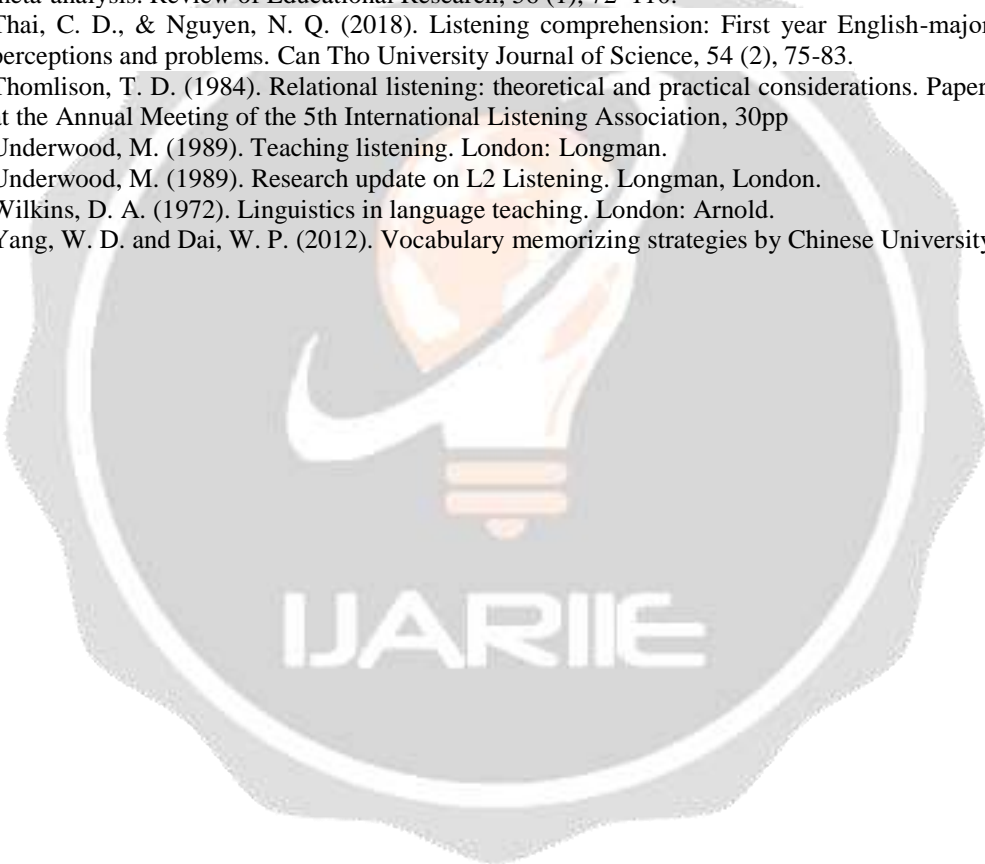 meta-analysis. Review of Educational Research, 56 (1), 72–110.
Thai, C. D., & Nguyen, N. Q. (2018). Listening comprehension: First year English-major
perceptions and problems. Can Tho University Journal of Science, 54 (2), 75-83.
Thomlison, T. D. (1984). Relational listening: theoretical and practical considerations. Paper
at the Annual Meeting of the 5th International Listening Association, 30pp
Underwood, M. (1989). Teaching listening. London: Longman.
Underwood, M. (1989). Research update on L2 Listening. Longman, London.
Wilkins, D. A. (1972). Linguistics in language teaching. London: Arnold.
Yang, W. D. and Dai, W. P. (2012). Vocabulary memorizing strategies by Chinese University
IJARIIE